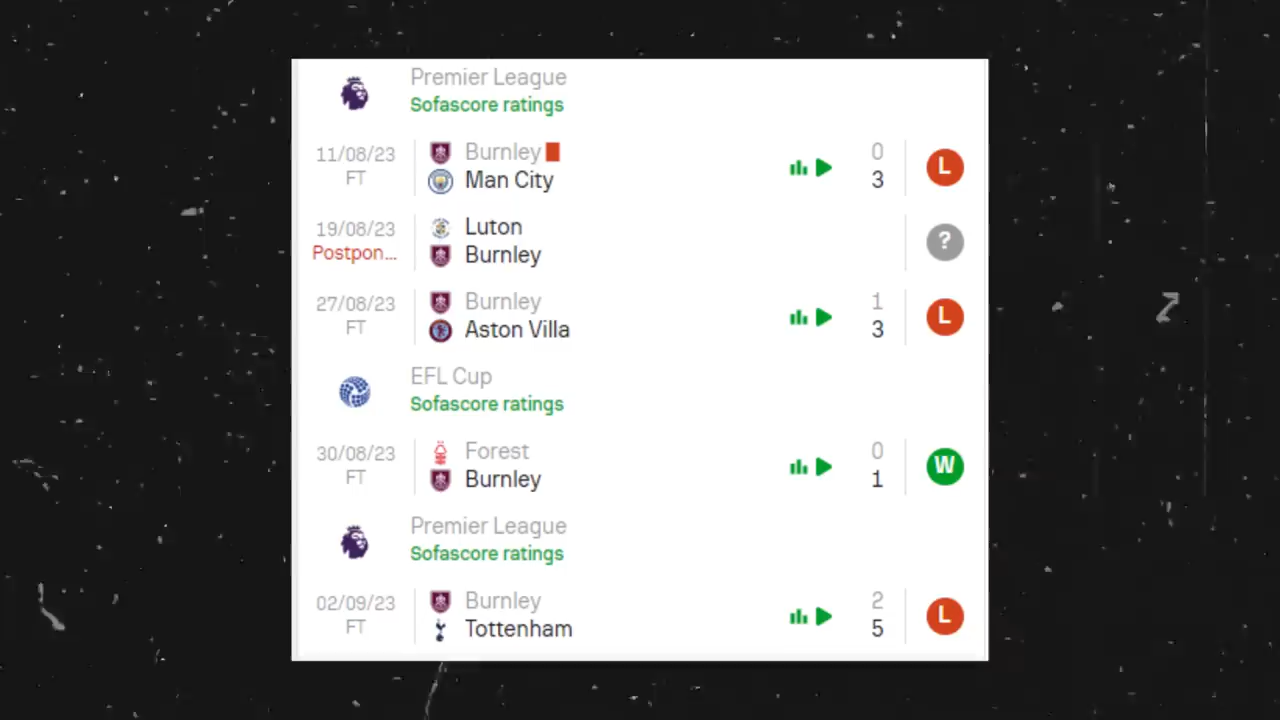 Premier League
Sofascore ratings
11/08/23 Burnley 0
FT Man City 3 L
19/08/23 Luton
Postpon... Burnley ?
27/08/23 Burnley 1
FT Aston Villa 3 L
EFL Cup
Sofascore ratings
30/08/23 Forest 0
FT Burnley 1 W
Premier League
Sofascore ratings
02/09/23 Burnley 2
FT Tottenham 5 L